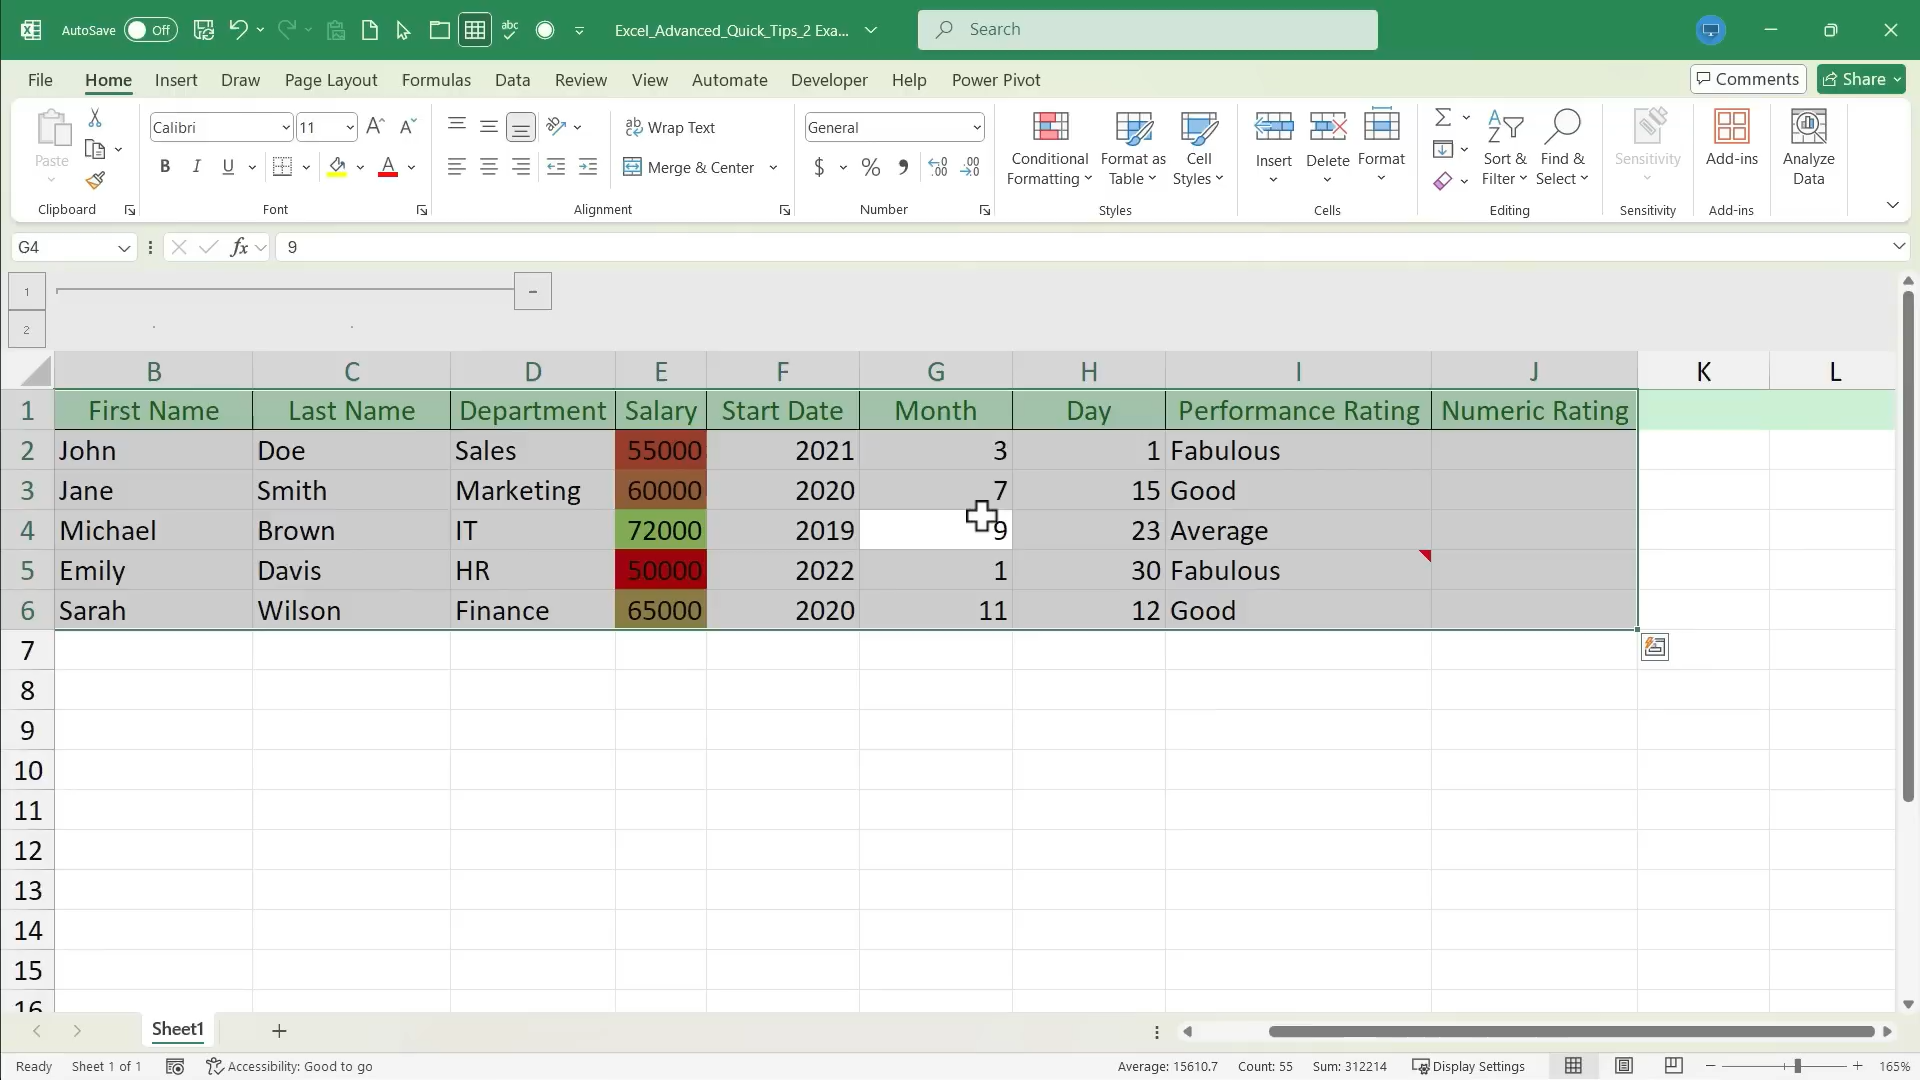 AutoSave Off abc Excel_Advanced_Quick_Tips_2 Exa... Search
File Home Insert Draw Page Layout Formulas Data Review View Automate Developer Help Power Pivot Comments Share
Paste Calibri 11 A A ab Wrap Text General Conditional Formatting Format as Table Cell Styles Insert Delete Format Sort & Filter Find & Select Sensitivity Add-ins Analyze Data
B I U A Merge & Center $ %
Clipboard Font Alignment Number Styles Cells Editing Sensitivity Add-ins
G4 fx 9
1
2
B C D E F G H I J K L
1 First Name Last Name Department Salary Start Date Month Day Performance Rating Numeric Rating
2 John Doe Sales 55000 2021 3 1 Fabulous
3 Jane Smith Marketing 60000 2020 7 15 Good
4 Michael Brown IT 72000 2019 9 23 Average
5 Emily Davis HR 50000 2022 1 30 Fabulous
6 Sarah Wilson Finance 65000 2020 11 12 Good
7
8
9
10
11
12
13
14
15
16
Sheet1
Ready Sheet 1 of 1 Accessibility: Good to go Average: 15610.7 Count: 55 Sum: 312214 Display Settings 165%